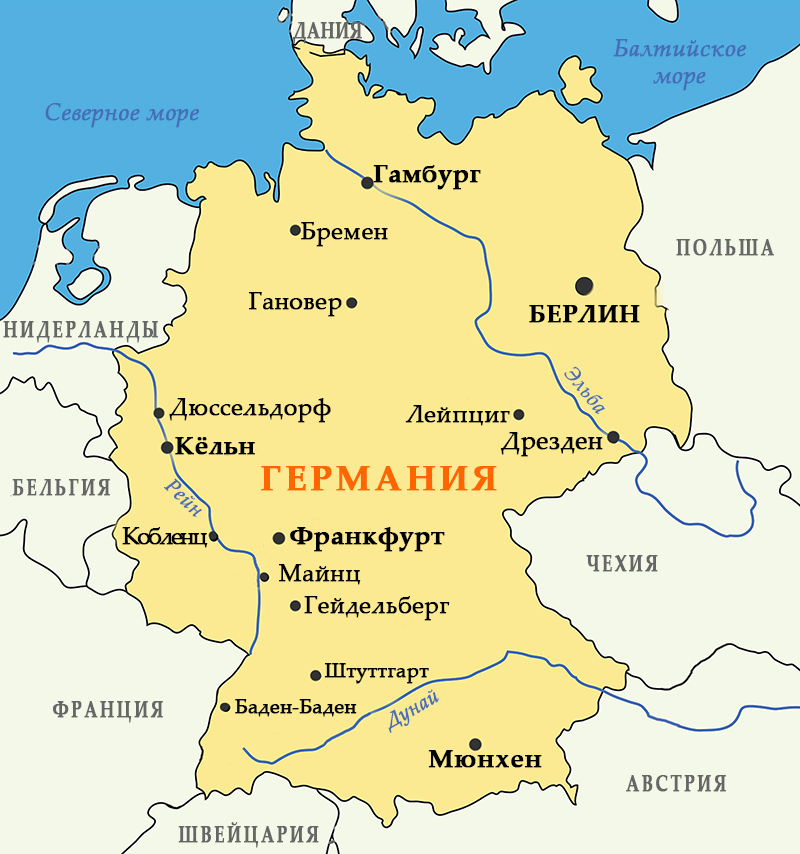 ДАНИЯ
Балтийское
море
Северное море
Гамбург
Бремен
ПОЛЬША
Гановер
БЕРЛИН
НИДЕРЛАНДЫ
Эльба
Дюссельдорф
Лейпциг
Дрезден
Кёльн
ГЕРМАНИЯ
БЕЛЬГИЯ
Рейн
Кобленц
Франкфурт
ЧЕХИЯ
Майнц
Гейдельберг
Штуттгарт
ФРАНЦИЯ
Баден-Баден
Дунай
Мюнхен
АВСТРИЯ
ШВЕЙЦАРИЯ